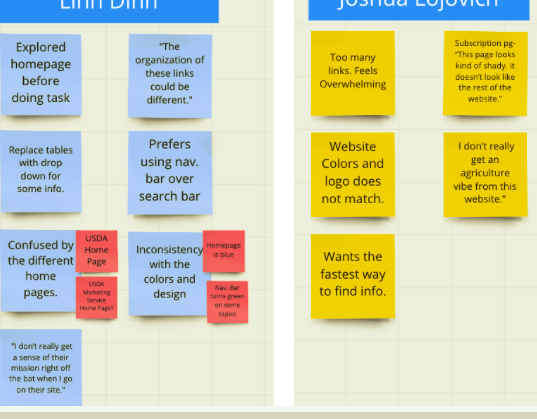 Linh Dinh
Explored
homepage
before
doing task
"The
organization of
these links
could be
different."
Replace tables
with drop
down for
some info.
Prefers
using nav.
bar over
search bar
Confused by
the different
home
pages.
USDA
Home
Page
USDA
Marketing
Service
Home Page?
Inconsistency
with the
colors and
design
Homepage
is blue
Nav. Bar
turns green
on some
topics
"I don't really get
a sense of their
mission right off
the bat when I go
on their site."
Joshua Lojovich
Too many
links. Feels
Overwhelming
Subscription pg-
"This page looks
kind of shady. It
doesn't look like
the rest of the
website."
Website
Colors and
logo does
not match.
I don't really
get an
agriculture
vibe from this
website."
Wants the
fastest way
to find info.